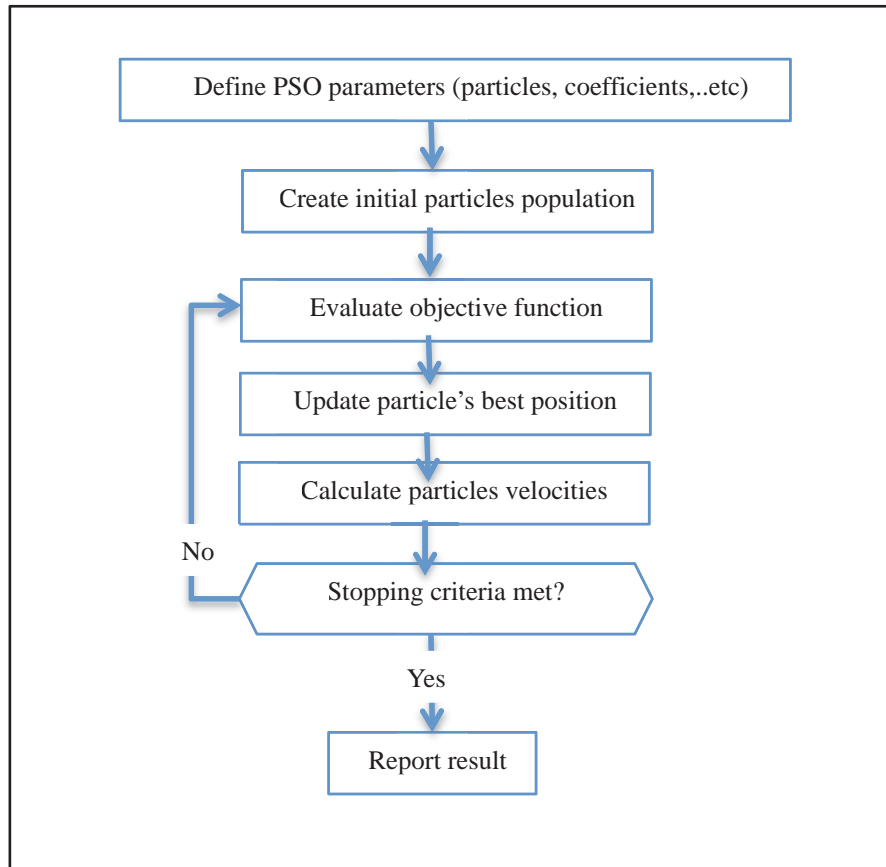 Define PSO parameters (particles, coefficients,..etc)
Create initial particles population
Evaluate objective function
Update particle’s best position
Calculate particles velocities
No
Stopping criteria met?
Yes
Report result